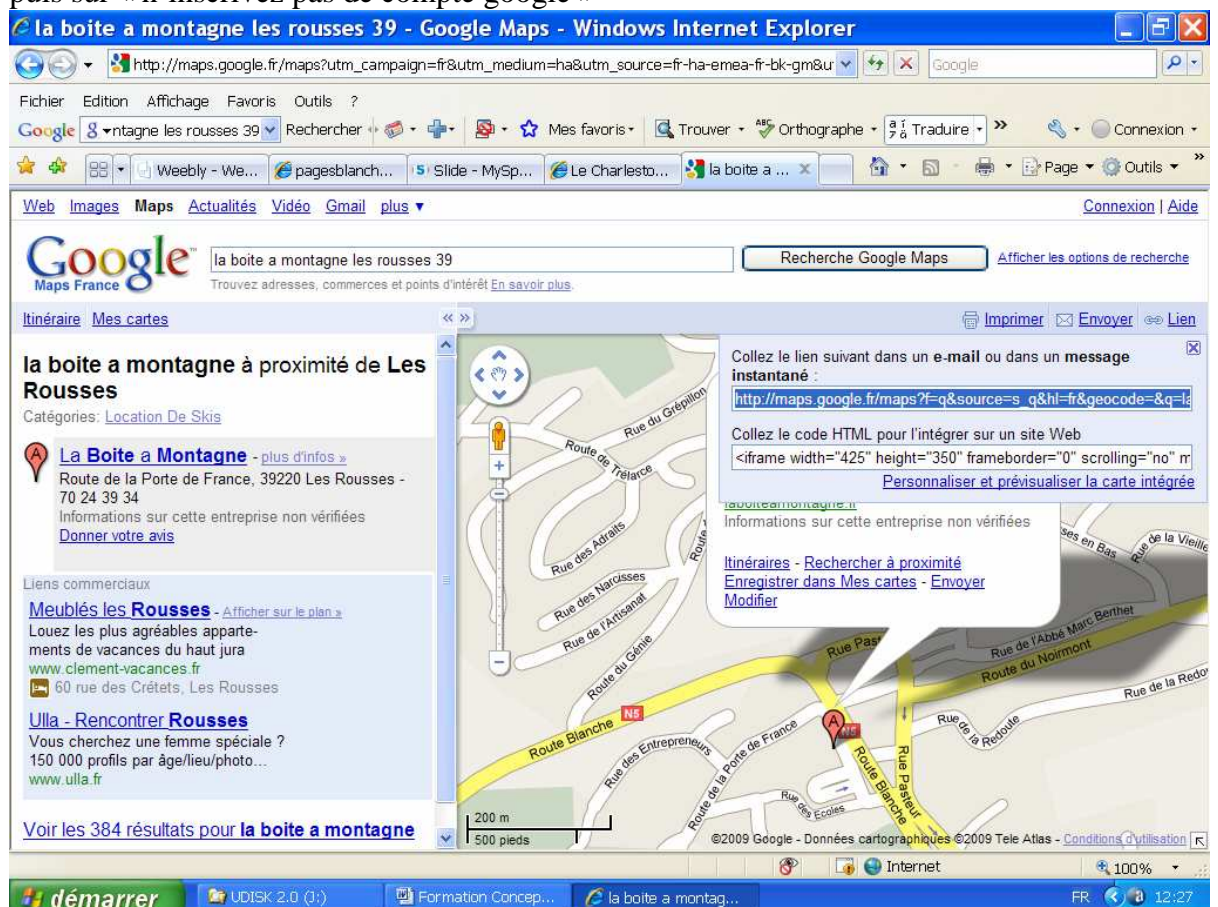 puis sur « n'inscrivez pas de compte google »
la boite a montagne les rousses 39 - Google Maps - Windows Internet Explorer
http://maps.google.fr/maps?utm_campaign=fr&utm_medium=ha&utm_source=fr-ha-emea-fr-bk-gm&u
Google
Fichier Edition Affichage Favoris Outils ?
Google ntagne les rousses 39 Rechercher Mes favoris Trouver Orthographe Traduire » Connexion
Weebly - We... pagesblanch... Slide - MySp... Le Charlesto... la boite a ... Page Outils »
Web Images Maps Actualités Vidéo Gmail plus ▼ Connexion | Aide
Google™
Maps France
la boite a montagne les rousses 39 Recherche Google Maps Afficher les options de recherche
Trouvez adresses, commerces et points d'intérêt En savoir plus.
Itinéraire Mes cartes « » Imprimer Envoyer Lien
la boite a montagne à proximité de Les
Rousses
Catégories: Location De Skis
A La Boite a Montagne - plus d'infos »
Route de la Porte de France, 39220 Les Rousses -
70 24 39 34
Informations sur cette entreprise non vérifiées
Donner votre avis
Liens commerciaux
Meublés les Rousses - Afficher sur le plan »
Louez les plus agréables apparte-
ments de vacances du haut jura
www.clement-vacances.fr
60 rue des Crétets, Les Rousses
Ulla - Rencontrer Rousses
Vous cherchez une femme spéciale ?
150 000 profils par âge/lieu/photo...
www.ulla.fr
Voir les 384 résultats pour la boite a montagne
Collez le lien suivant dans un e-mail ou dans un message
instantané :
http://maps.google.fr/maps?f=q&source=s_q&hl=fr&geocode=&q=la
Collez le code HTML pour l'intégrer sur un site Web
<iframe width="425" height="350" frameborder="0" scrolling="no" m
Personnaliser et prévisualiser la carte intégrée
laboiteamontagne.fr
Informations sur cette entreprise non vérifiées
Itinéraires - Rechercher à proximité
Enregistrer dans Mes cartes - Envoyer
Modifier
Rue du Grépillon
Route de Trélarce
Rue des Adraits
Rue des Narcisses
Rue de l'Artisanat
Route du Génie
N5
Route Blanche
Rue des Entrepreneurs
Route de la Porte de France
Rue des Ecoles
A
N5
Route Blanche
Rue Pasteur
Rue Past
Rue de la Redoute
Rue de l'Abbé Marc Berthet
Route du Noirmont
Rue de la Redo
ses en Bas
Rue de la Vieille
200 m
500 pieds
©2009 Google - Données cartographiques ©2009 Tele Atlas - Conditions d'utilisation
Internet 100%
démarrer UDISK 2.0 (J:) Formation Concep... la boite a montag... FR 12:27